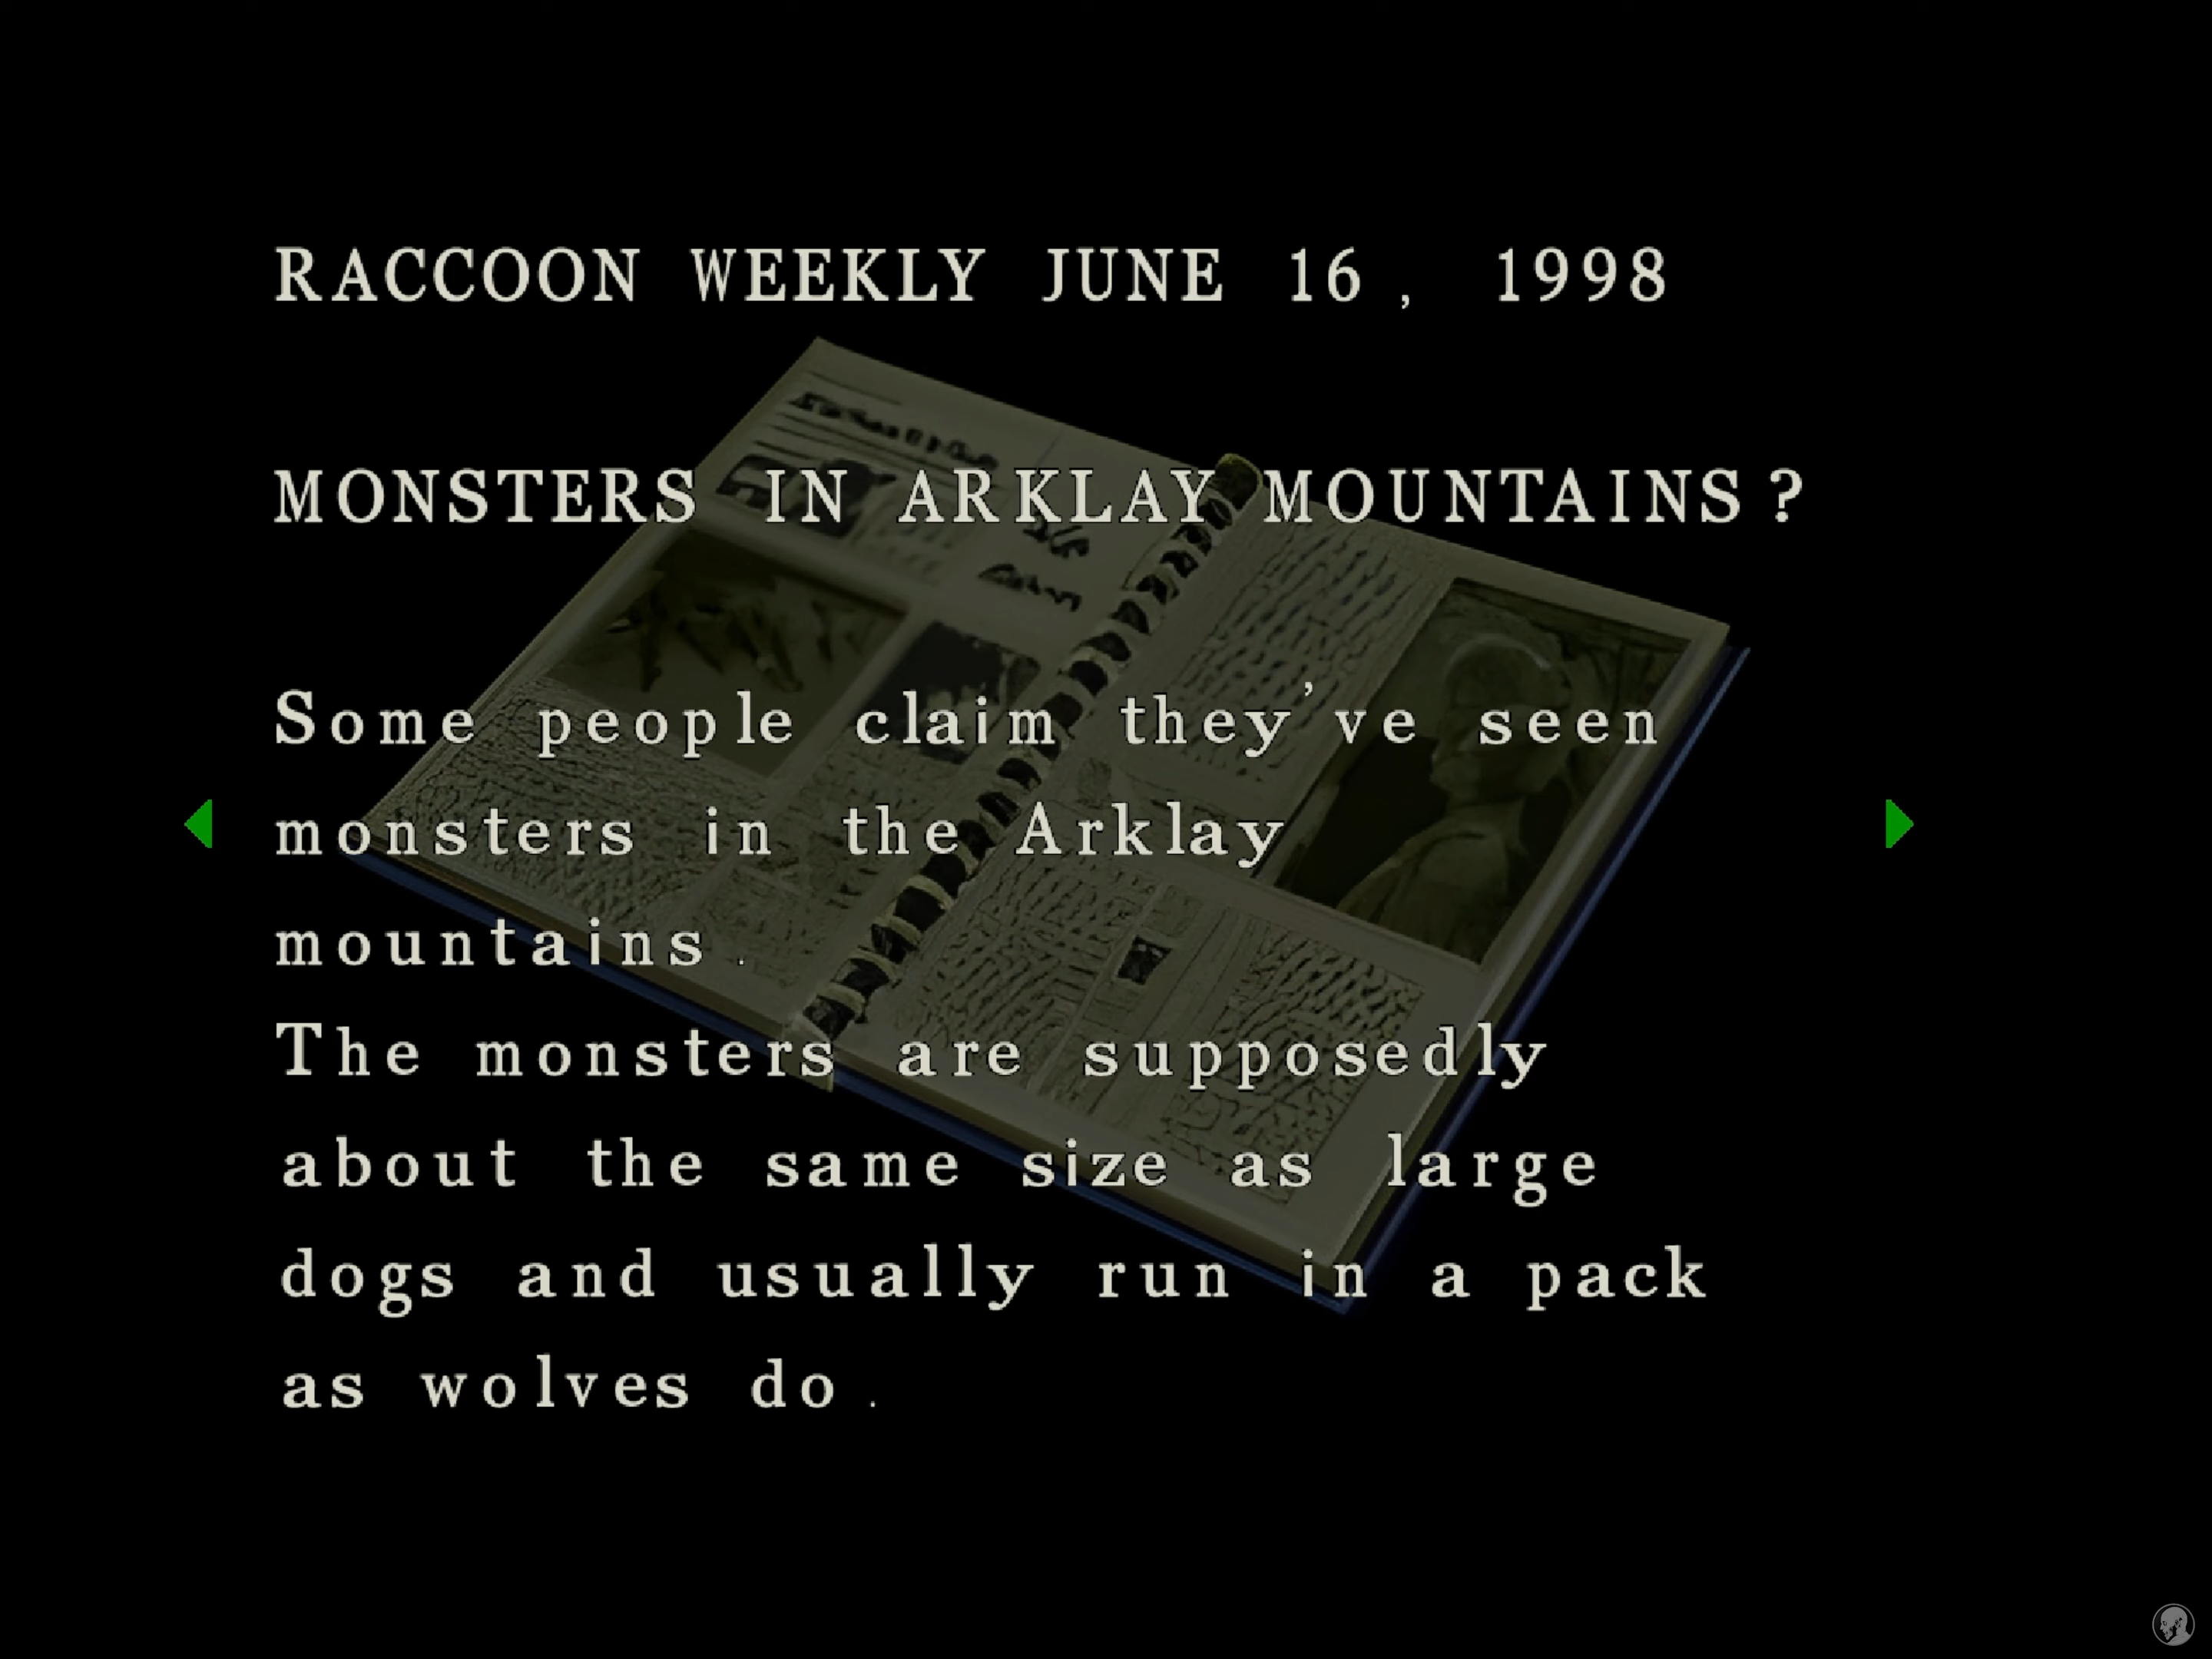 RACCOON WEEKLY JUNE 16, 1998
MONSTERS IN ARKLAY MOUNTAINS?
Some people claim they've seen
monsters in the Arklay
mountains.
The monsters are supposedly
about the same size as large
dogs and usually run in a pack
as wolves do.